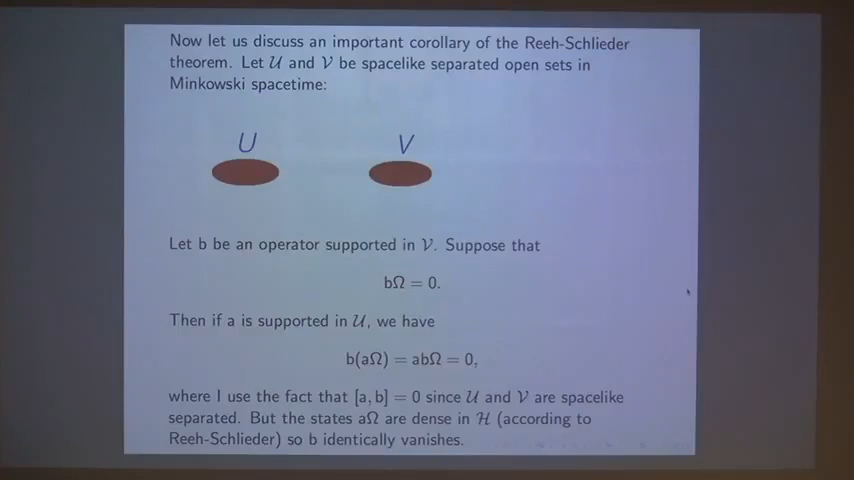 Now let us discuss an important corollary of the Reeh-Schlieder
theorem. Let 𝒰 and 𝒱 be spacelike separated open sets in
Minkowski spacetime:
U V
Let b be an operator supported in 𝒱. Suppose that
bΩ = 0.
Then if a is supported in 𝒰, we have
b(aΩ) = abΩ = 0,
where I use the fact that [a, b] = 0 since 𝒰 and 𝒱 are spacelike
separated. But the states aΩ are dense in ℋ (according to
Reeh-Schlieder) so b identically vanishes.